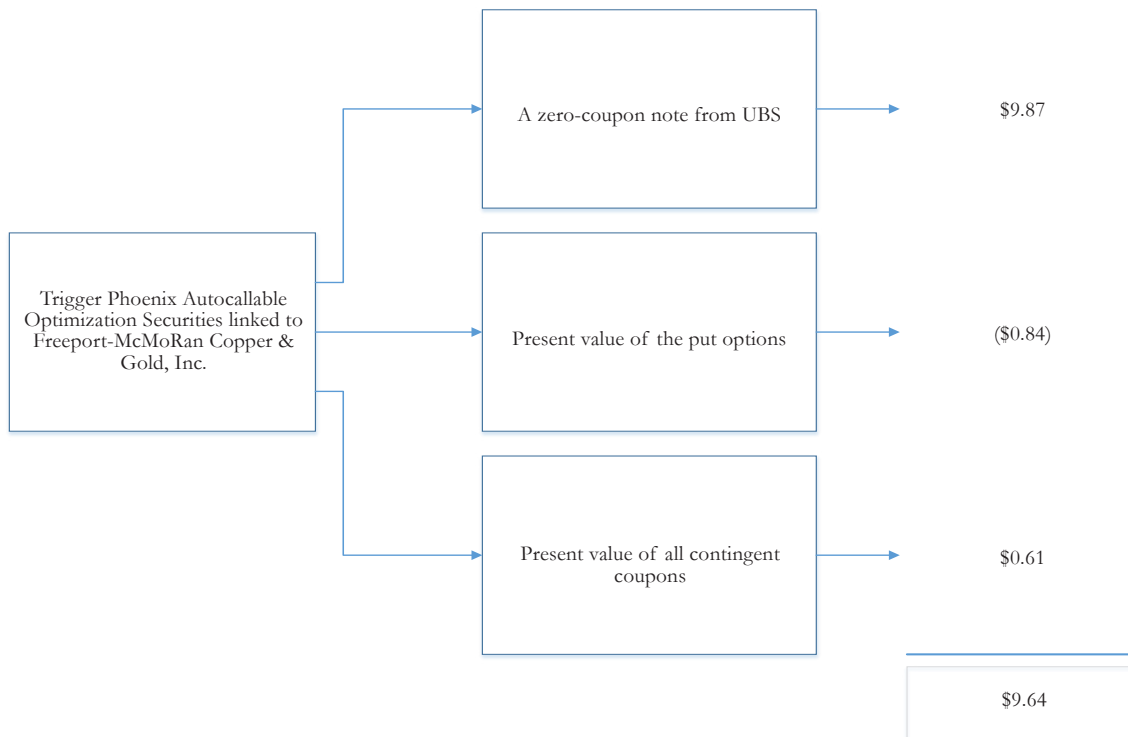 A zero-coupon note from UBS
$9.87
Trigger Phoenix Autocallable
Optimization Securities linked to
Freeport-McMoRan Copper &
Gold, Inc.
Present value of the put options
($0.84)
Present value of all contingent
coupons
$0.61
$9.64